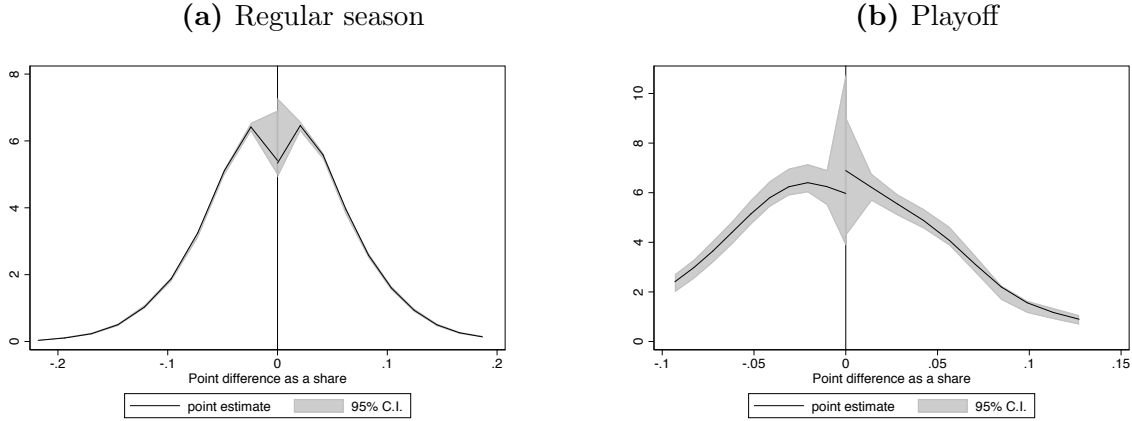 (a) Regular season
8
6
4
2
0
-.2 -.1 0 .1 .2
Point difference as a share
point estimate 95% C.I.
(b) Playoff
10
8
6
4
2
0
-.1 -.05 0 .05 .1 .15
Point difference as a share
point estimate 95% C.I.